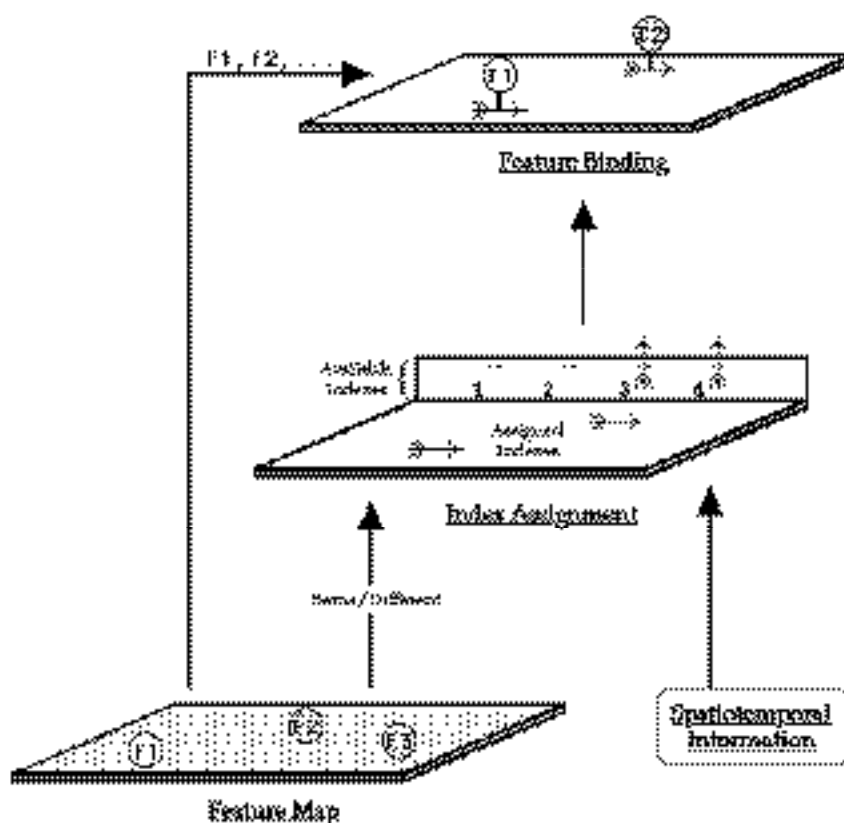 F1, F2, ...
F2
F1
Feature Binding
Available
Indexes
1 2 3 4
Assigned
Indexes
Index Assignment
Same/Different
F1
F2
F3
Spatiotemporal
Information
Feature Map